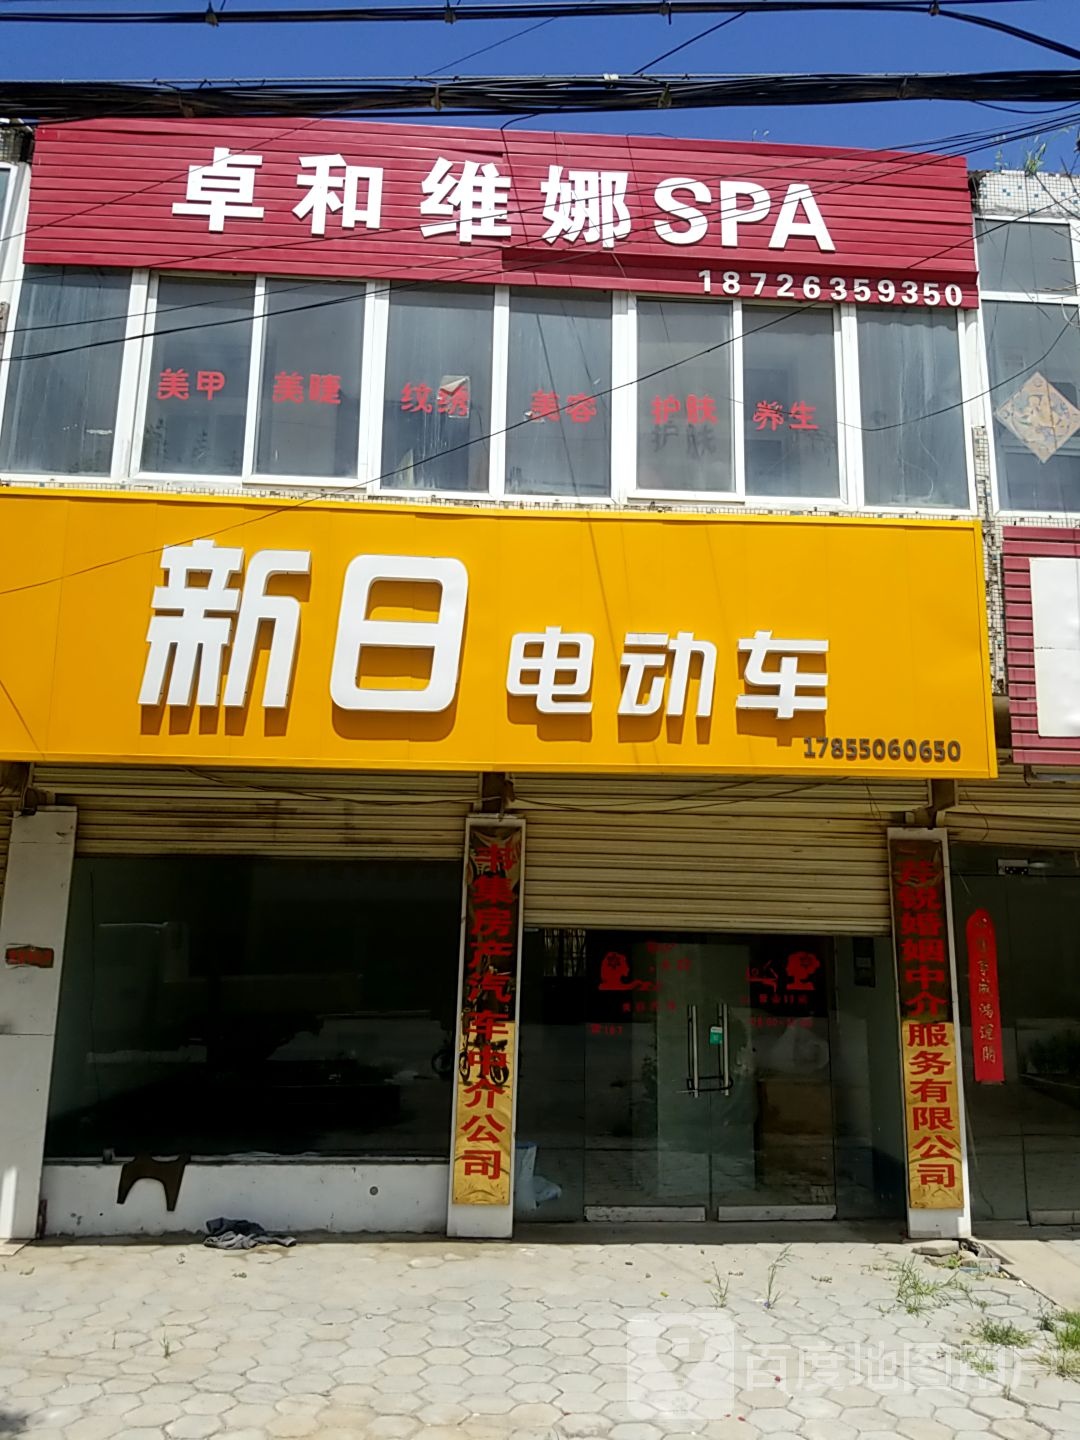 卓和维娜SPA
18726359350
美甲 美睫 纹绣 美容 护肤 养生
新日电动车
17855060650
书集房产汽车中介公司
婚姻中介服务有限公司
百度地图